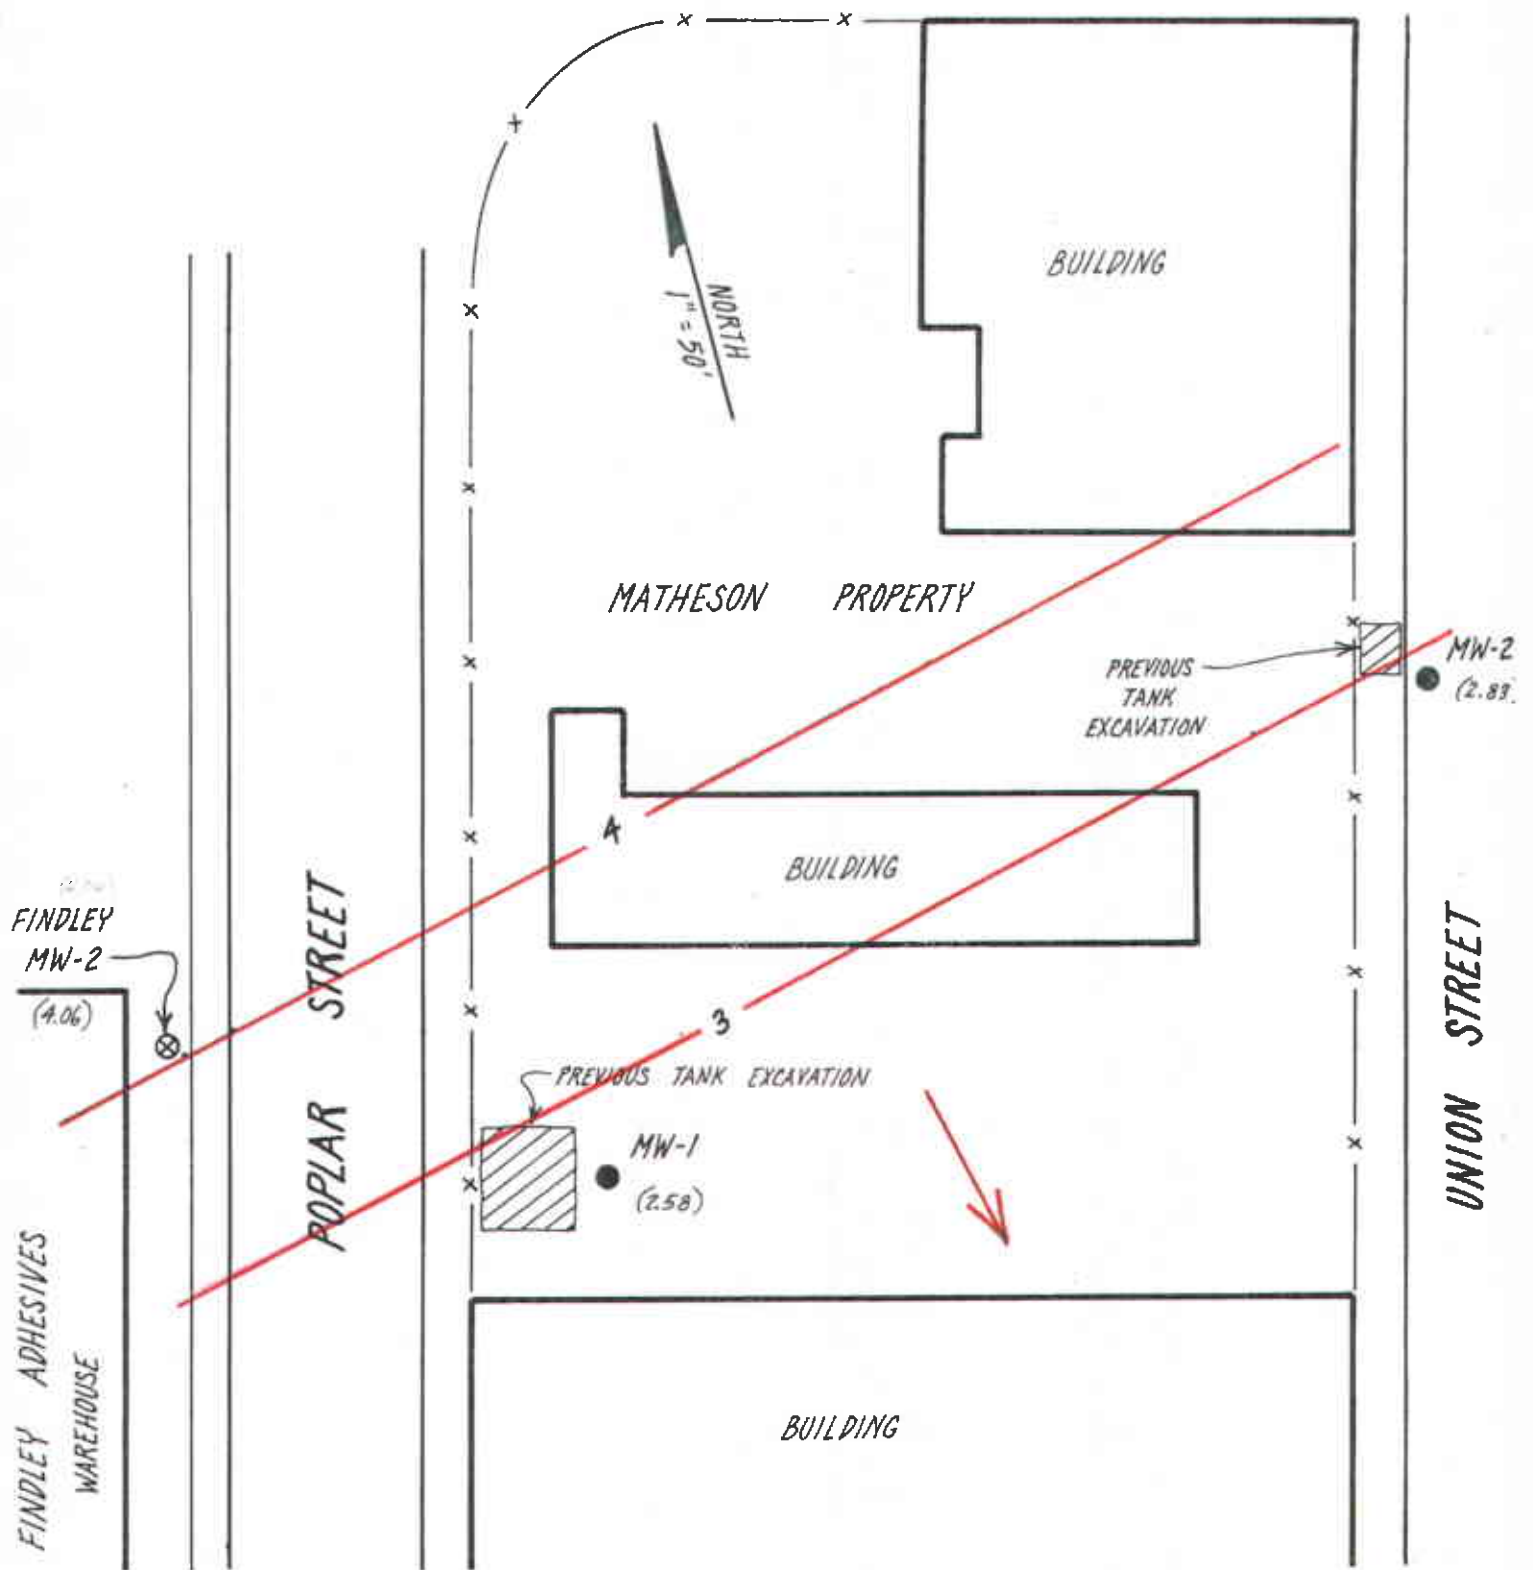 BUILDING
NORTH
1" = 50'
MATHESON PROPERTY
PREVIOUS
TANK
EXCAVATION
MW-2
(2.83
4
BUILDING
FINDLEY
MW-2
(4.06)
POPLAR STREET
3
PREVIOUS TANK EXCAVATION
MW-1
(2.58)
UNION STREET
FINDLEY ADHESIVES
WAREHOUSE
BUILDING